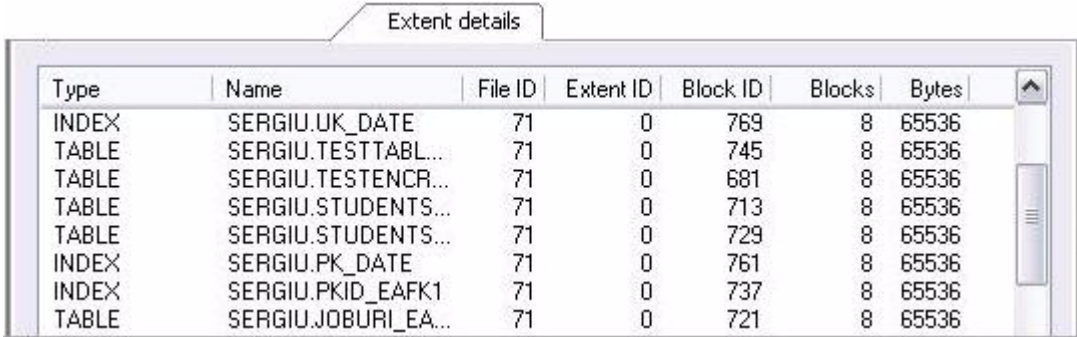 Extent details
Type Name File ID Extent ID Block ID Blocks Bytes
INDEX SERGIU.UK_DATE 71 0 769 8 65536
TABLE SERGIU.TESTTABL... 71 0 745 8 65536
TABLE SERGIU.TESTENCR... 71 0 681 8 65536
TABLE SERGIU.STUDENTS... 71 0 713 8 65536
TABLE SERGIU.STUDENTS... 71 0 729 8 65536
INDEX SERGIU.PK_DATE 71 0 761 8 65536
INDEX SERGIU.PKID_EAFK1 71 0 737 8 65536
TABLE SERGIU.JOBURI_EA... 71 0 721 8 65536